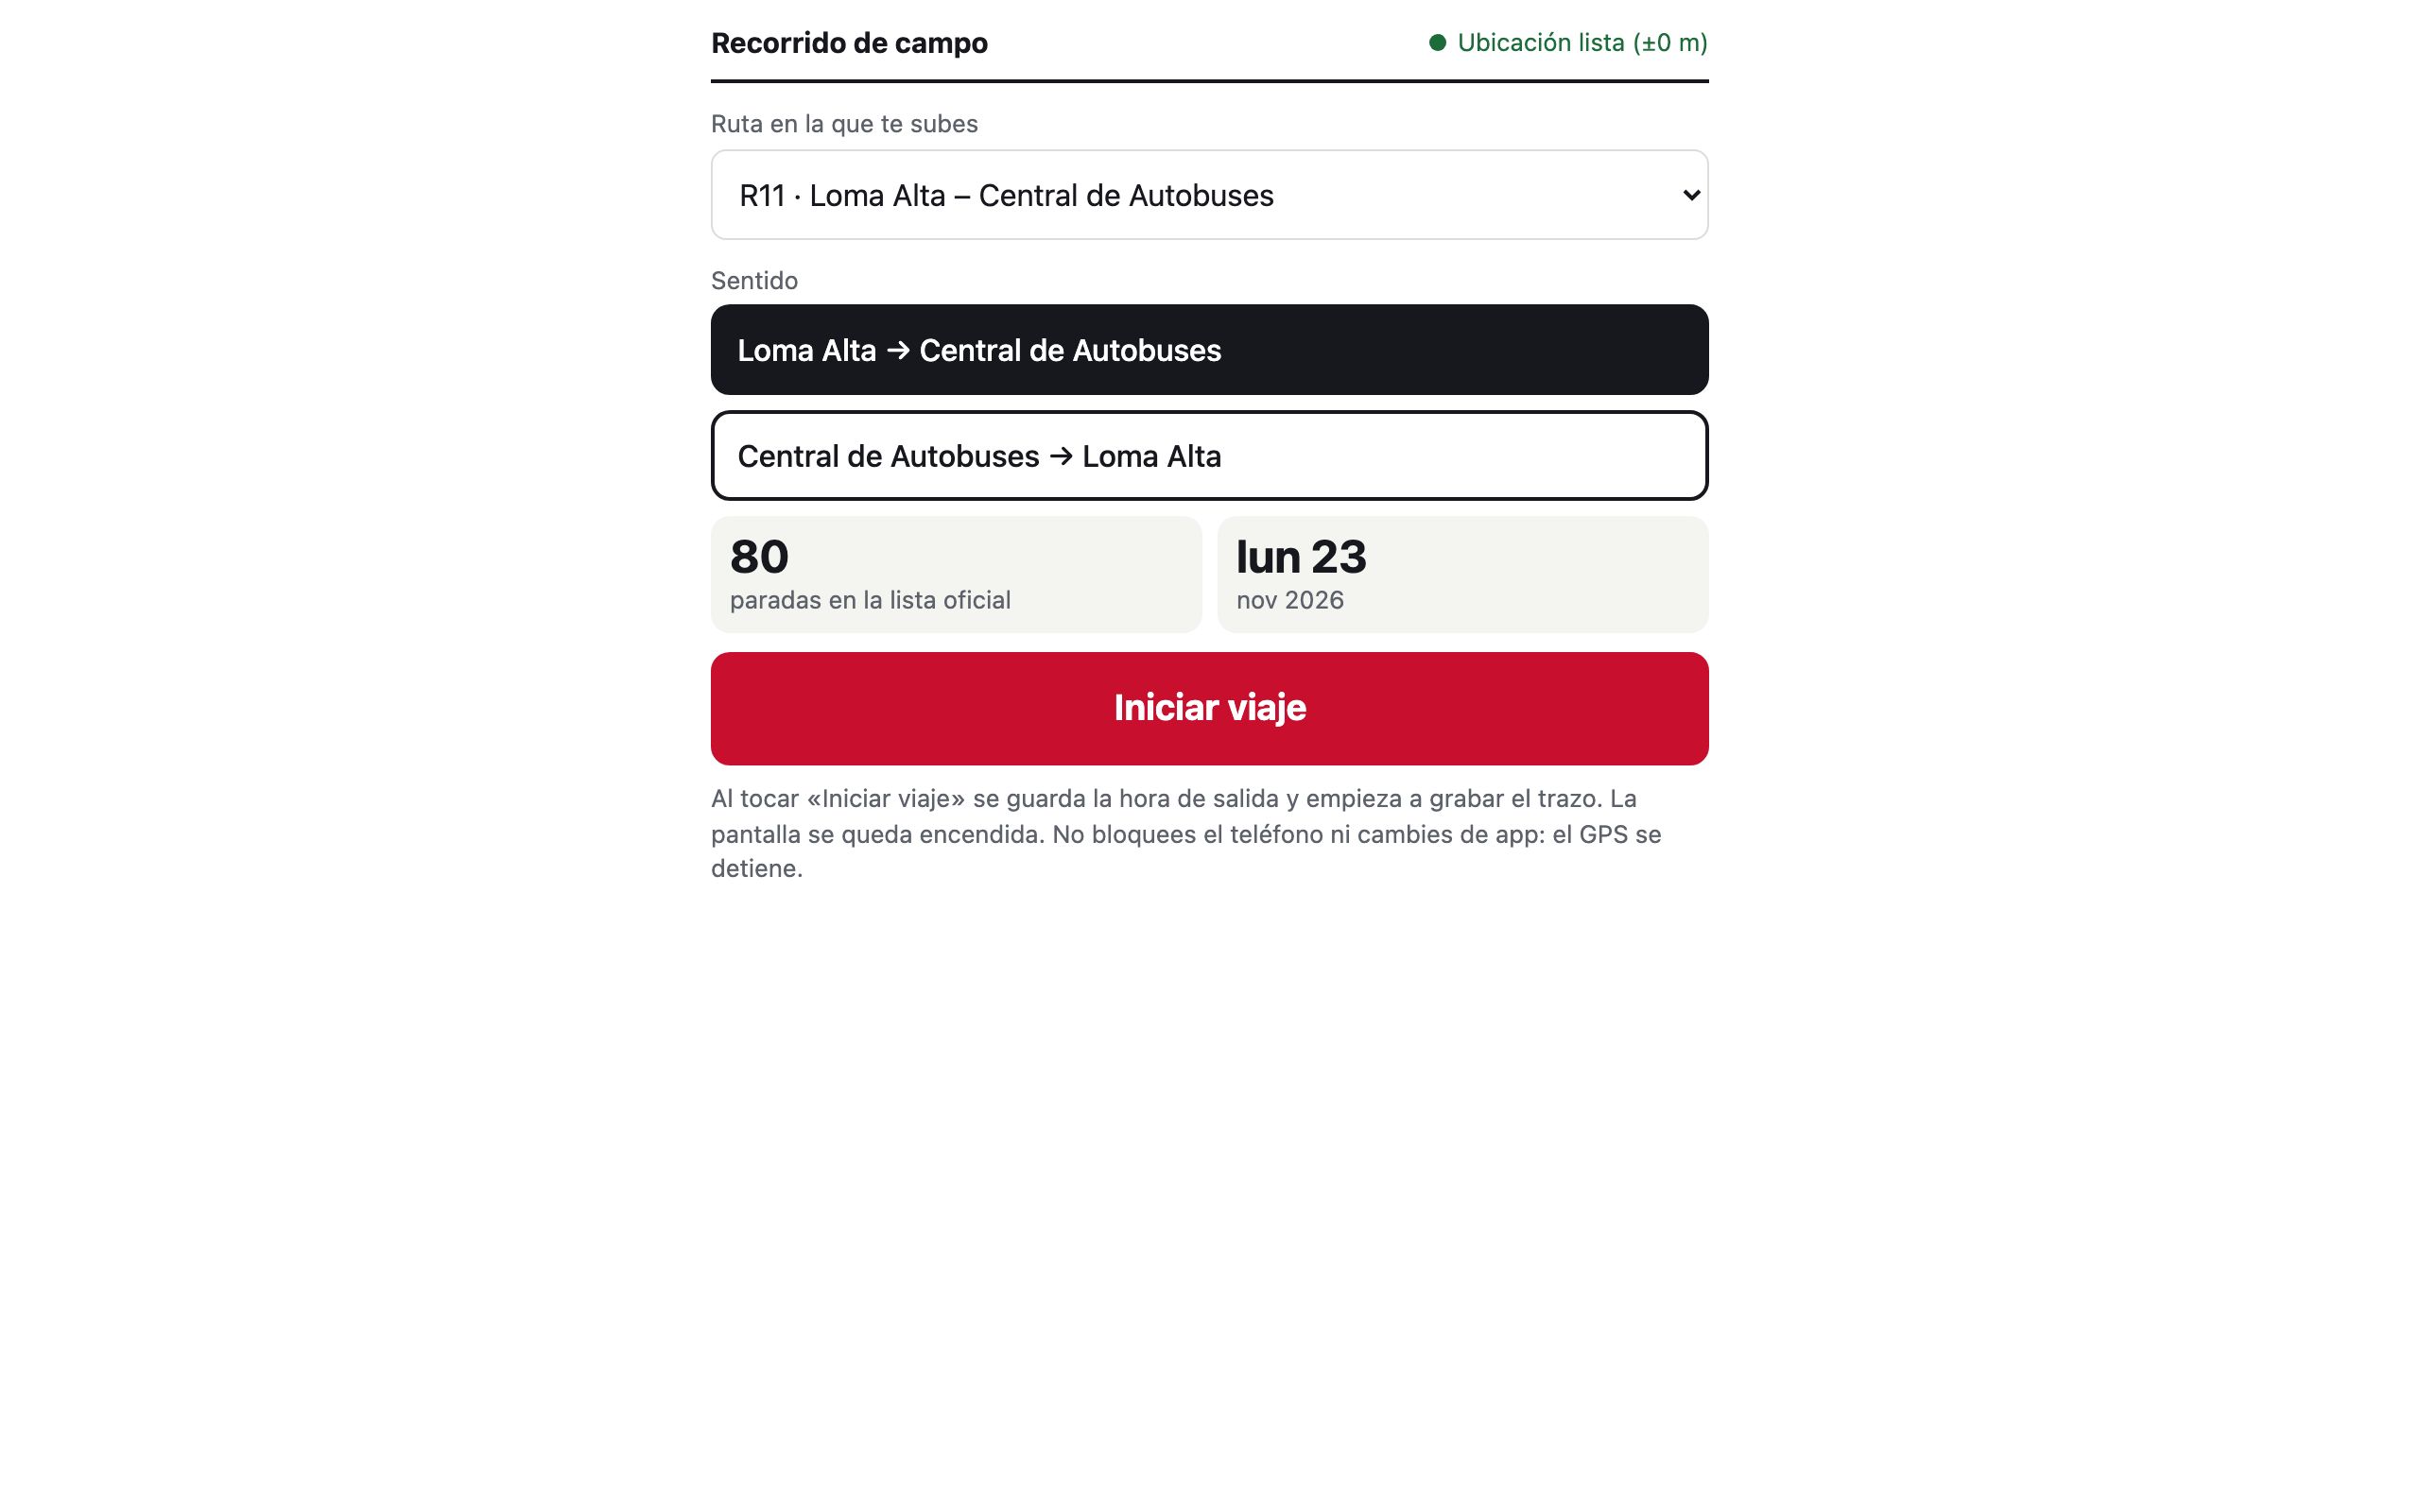 Recorrido de campo
Ubicación lista (±0 m)
Ruta en la que te subes
R11 · Loma Alta – Central de Autobuses
Sentido
Loma Alta → Central de Autobuses
Central de Autobuses → Loma Alta
80
paradas en la lista oficial
lun 23
nov 2026
Iniciar viaje
Al tocar «Iniciar viaje» se guarda la hora de salida y empieza a grabar el trazo. La
pantalla se queda encendida. No bloquees el teléfono ni cambies de app: el GPS se
detiene.